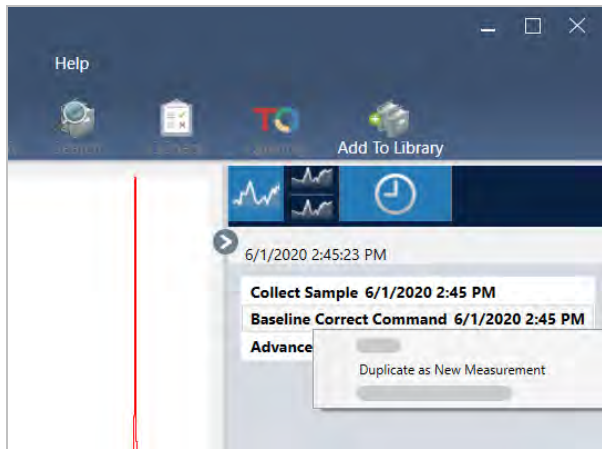 Help
TQ
Add To Library
6/1/2020 2:45:23 PM
Collect Sample 6/1/2020 2:45 PM
Baseline Correct Command 6/1/2020 2:45 PM
Advance
Duplicate as New Measurement